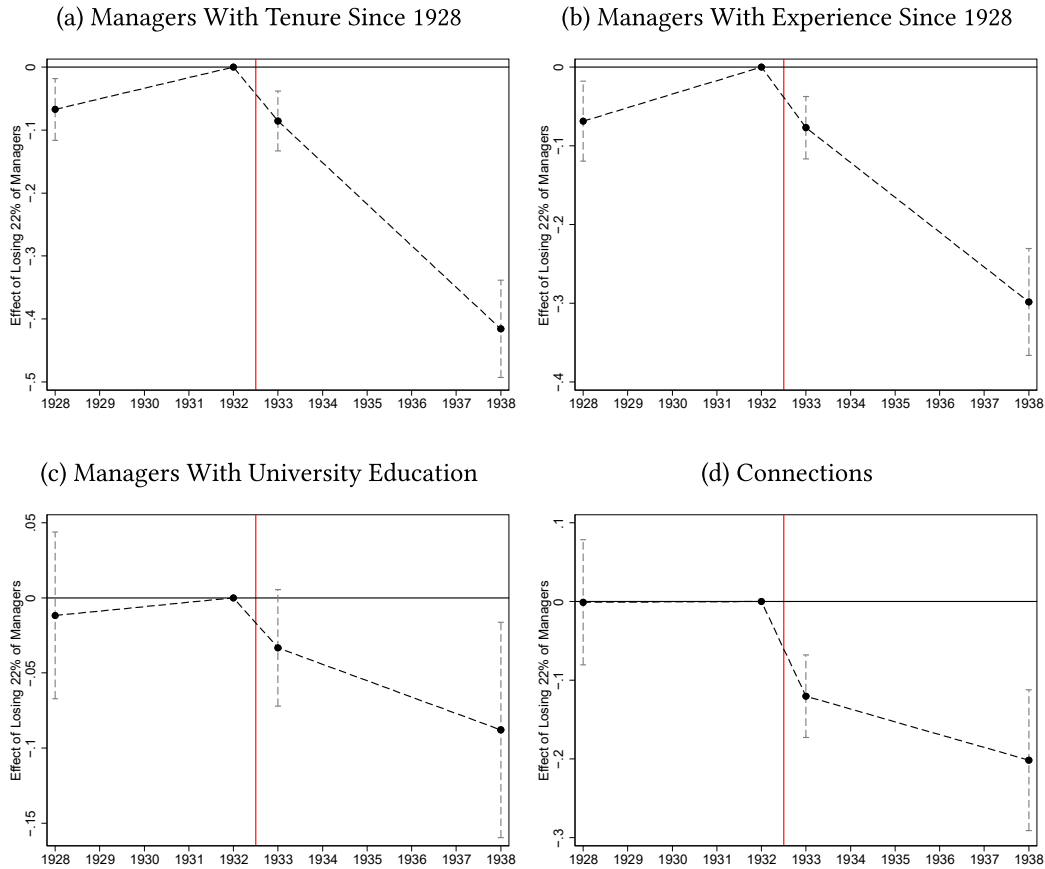 (a) Managers With Tenure Since 1928
Effect of Losing 22% of Managers
0
-.1
-.2
-.3
-.4
-.5
1928 1929 1930 1931 1932 1933 1934 1935 1936 1937 1938
(b) Managers With Experience Since 1928
Effect of Losing 22% of Managers
0
-.1
-.2
-.3
-.4
1928 1929 1930 1931 1932 1933 1934 1935 1936 1937 1938
(c) Managers With University Education
Effect of Losing 22% of Managers
.05
0
-.05
-.1
-.15
1928 1929 1930 1931 1932 1933 1934 1935 1936 1937 1938
(d) Connections
Effect of Losing 22% of Managers
.1
0
-.1
-.2
-.3
1928 1929 1930 1931 1932 1933 1934 1935 1936 1937 1938